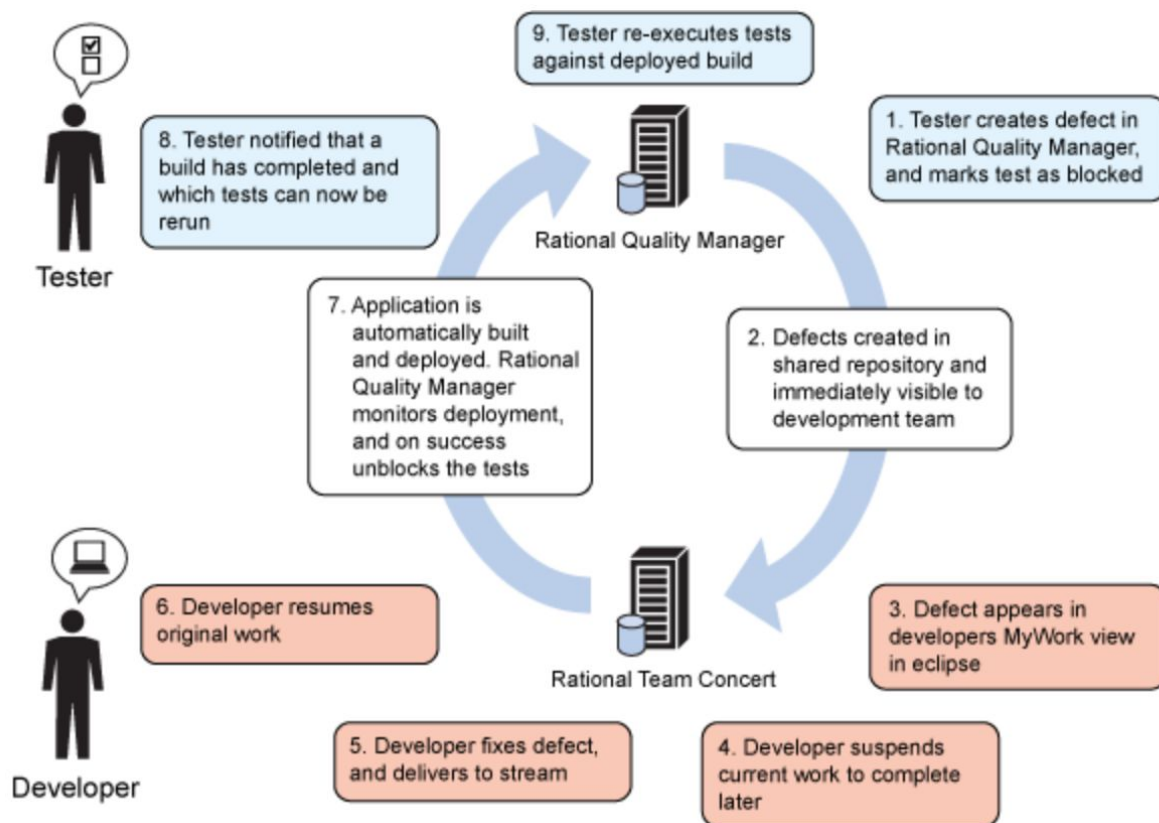 9. Tester re-executes tests
against deployed build
1. Tester creates defect in
Rational Quality Manager,
and marks test as blocked
8. Tester notified that a
build has completed and
which tests can now be
rerun
Rational Quality Manager
Tester
7. Application is
automatically built
and deployed. Rational
Quality Manager
monitors deployment,
and on success
unblocks the tests
2. Defects created in
shared repository and
immediately visible to
development team
6. Developer resumes
original work
3. Defect appears in
developers MyWork view
in eclipse
Rational Team Concert
5. Developer fixes defect,
and delivers to stream
4. Developer suspends
current work to complete
later
Developer